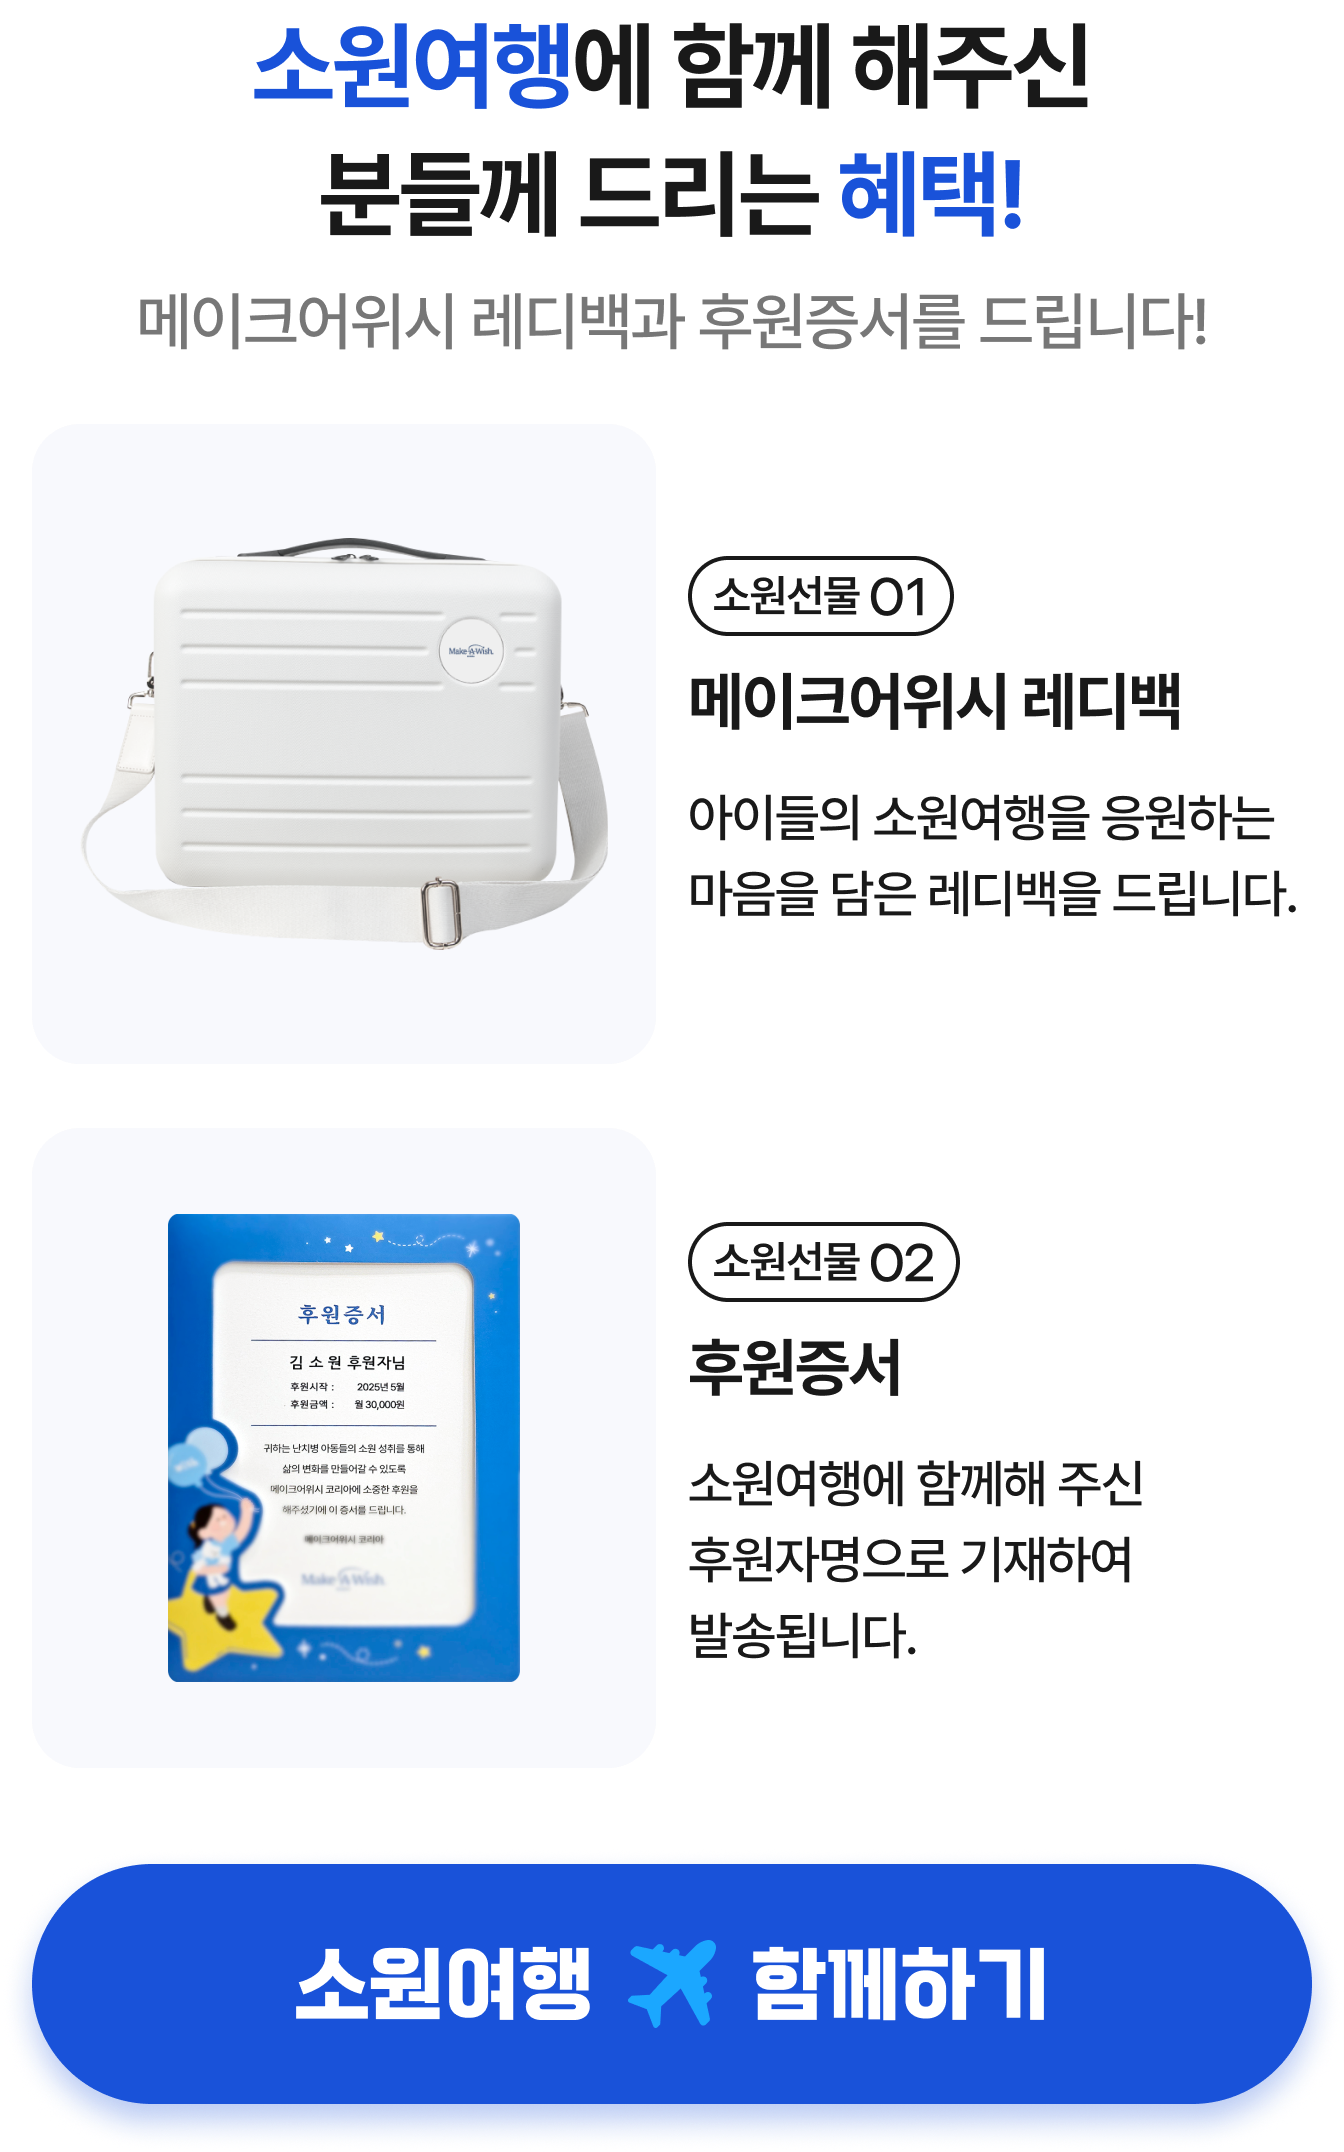 소원여행에 함께 해주신
분들께 드리는 혜택!
메이크어위시 레디백과 후원증서를 드립니다!
Make-A-Wish.
소원선물 01
메이크어위시 레디백
아이들의 소원여행을 응원하는
마음을 담은 레디백을 드립니다.
후원증서
김 소 원 후원자님
후원시작 : 2025년 5월
후원금액 : 월 30,000원
귀하는 난치병 아동들의 소원 성취를 통해
삶의 변화를 만들어갈 수 있도록
메이크어위시 코리아에 소중한 후원을
해주셨기에 이 증서를 드립니다.
메이크어위시 코리아
Make-A-Wish.
소원선물 02
후원증서
소원여행에 함께해 주신
후원자명으로 기재하여
발송됩니다.
소원여행 함께하기